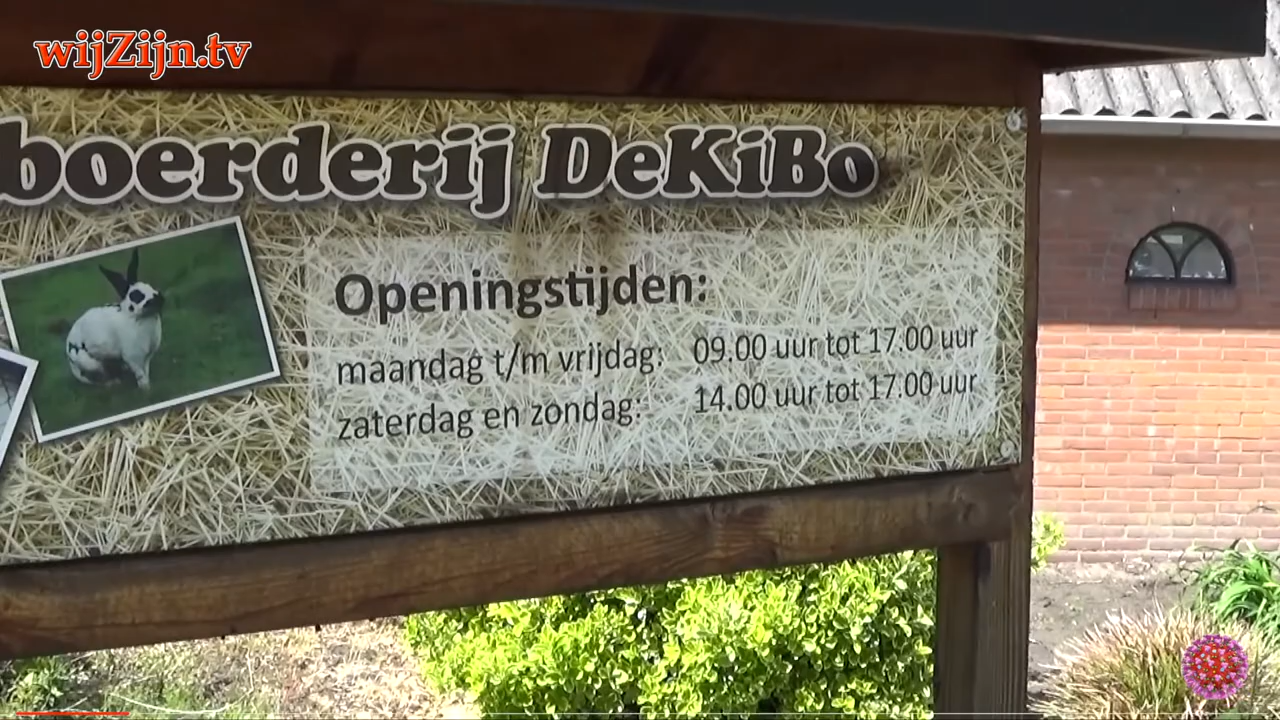 wijZijn.tv
boerderij DeKiBo
Openingstijden:
maandag t/m vrijdag: 09.00 uur tot 17.00 uur
zaterdag en zondag: 14.00 uur tot 17.00 uur